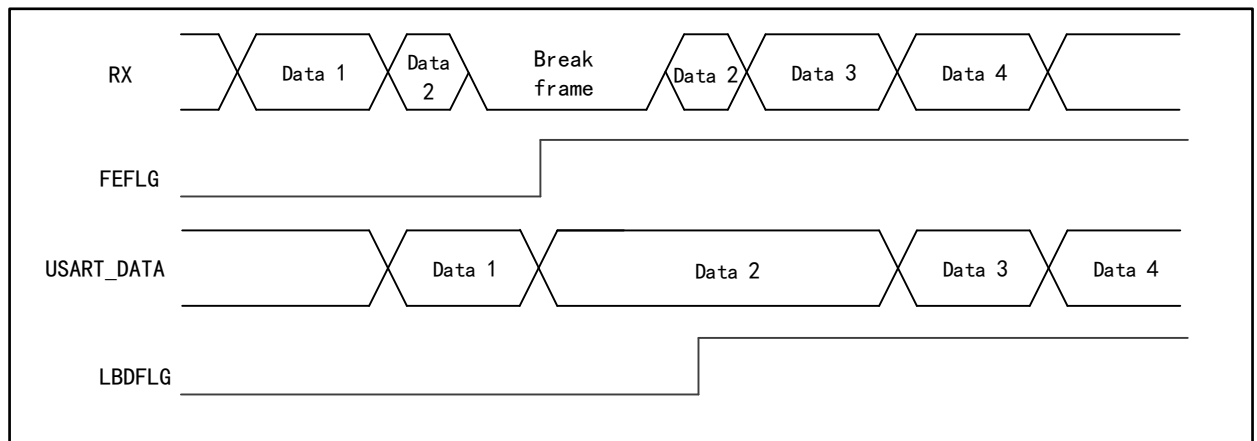 RX
Data 1
Data
2
Break
frame
Data 2
Data 3
Data 4
FEFLG
USART_DATA
Data 1
Data 2
Data 3
Data 4
LBDFLG